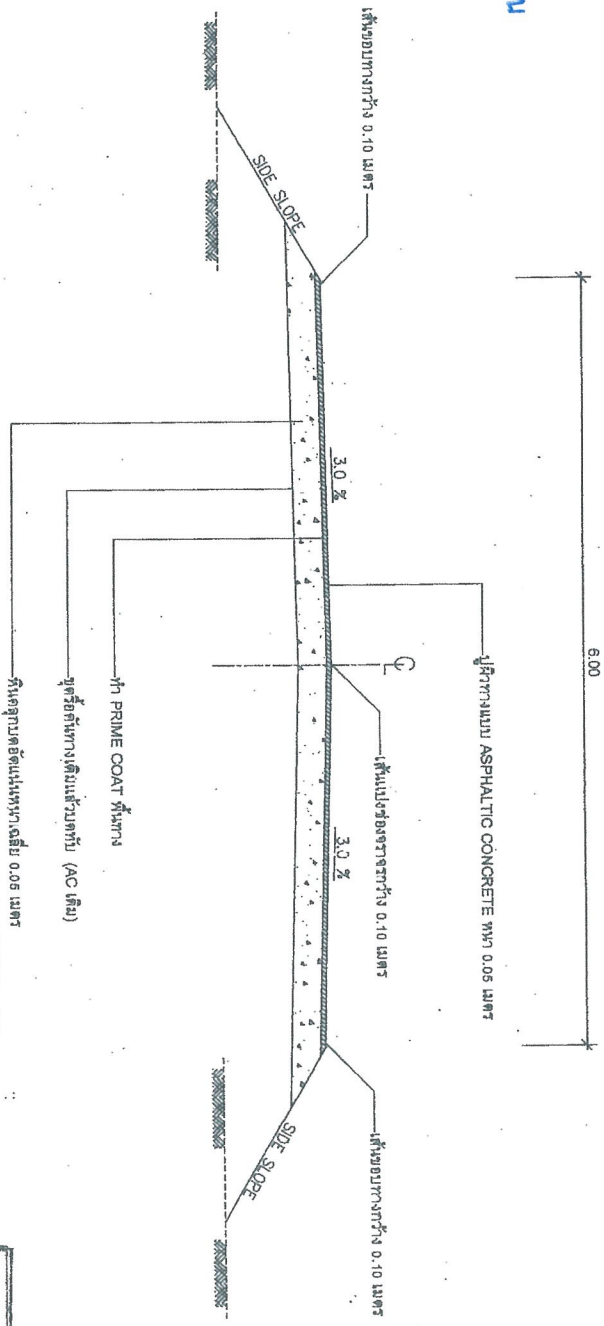 6.00
ปูผิวทางแบบ ASPHALTIC CONCRETE หนา 0.05 เมตร
เส้นขอบทางกว้าง 0.10 เมตร
เส้นแบ่งช่องจราจรกว้าง 0.10 เมตร
เส้นขอบทางกว้าง 0.10 เมตร
3.0 %
3.0 %
SIDE SLOPE
SIDE SLOPE
ทำ PRIME COAT พื้นทาง
ขุดรื้อคันทางเดิมแล้วบดทับ (AC เดิม)
หินคลุกบดอัดแน่นหนาเฉลี่ย 0.05 เมตร